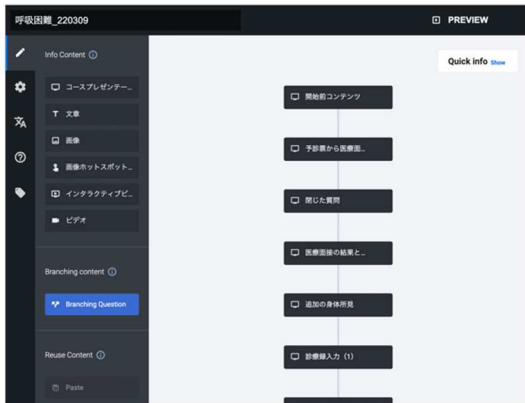 呼吸困難_220309
PREVIEW
Info Content
Quick info Show
コースプレゼンテー...
T 文章
画像
画像ホットスポット...
インタラクティブビ...
ビデオ
Branching content
Branching Question
Reuse Content
Paste
開始前コンテンツ
予診票から医療面...
閉じた質問
医療面接の結果と...
追加の身体所見
診療録入力（1）